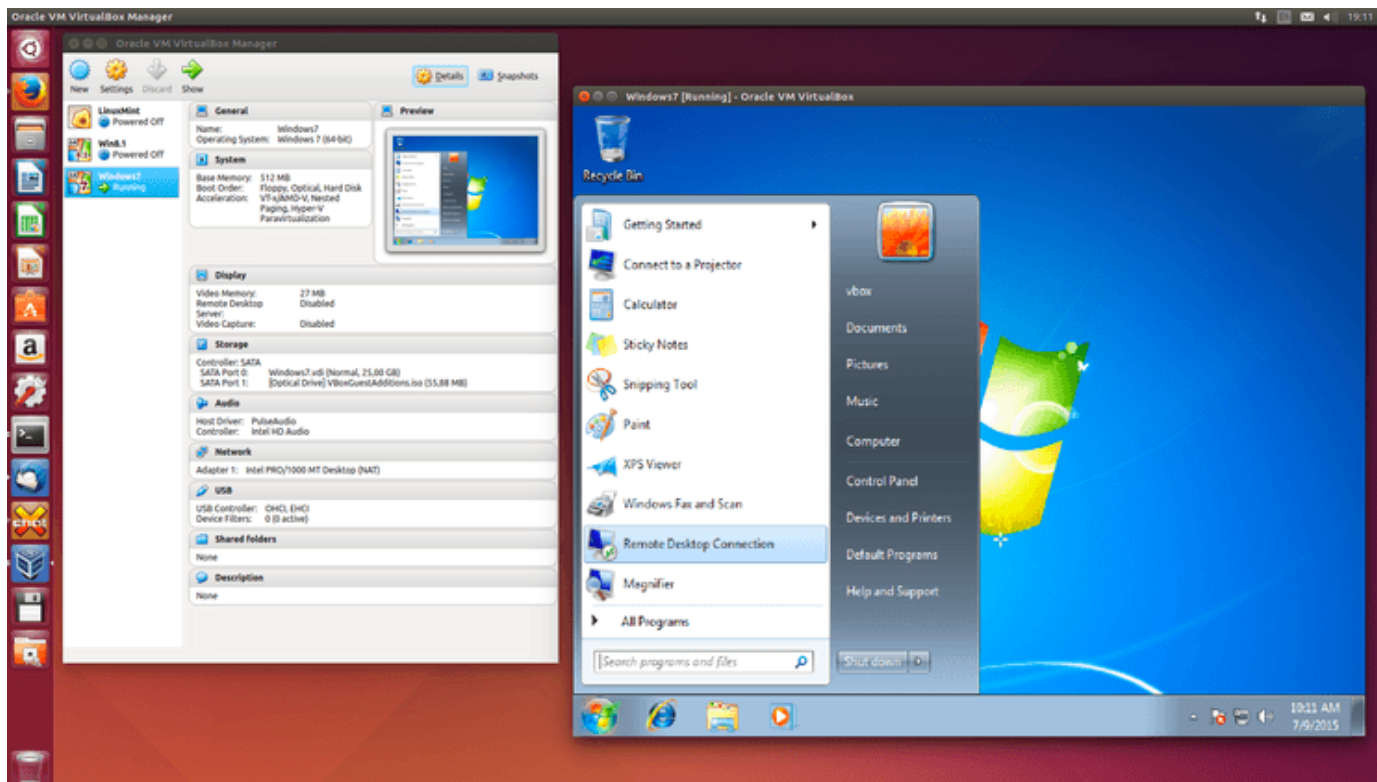 Oracle VM VirtualBox Manager
19:11
Oracle VM VirtualBox Manager
New Settings Discard Show
Details Snapshots
LinuxMint
Powered Off
Win8.1
Powered Off
Windows7
Running
General
Name: Windows7
Operating System: Windows 7 (64-bit)
System
Base Memory: 512 MB
Boot Order: Floppy, Optical, Hard Disk
Acceleration: VT-x/AMD-V, Nested
Paging, Hyper-V
Paravirtualization
Preview
Display
Video Memory: 27 MB
Remote Desktop Disabled
Server:
Video Capture: Disabled
Storage
Controller: SATA
SATA Port 0: Windows7.vdi (Normal, 25,00 GB)
SATA Port 1: [Optical Drive] VBoxGuestAdditions.iso (55,88 MB)
Audio
Host Driver: PulseAudio
Controller: Intel HD Audio
Network
Adapter 1: Intel PRO/1000 MT Desktop (NAT)
USB
USB Controller: OHCI, EHCI
Device Filters: 0 (0 active)
Shared folders
None
Description
None
Windows7 [Running] - Oracle VM VirtualBox
Recycle Bin
Getting Started
Connect to a Projector
Calculator
Sticky Notes
Snipping Tool
Paint
XPS Viewer
Windows Fax and Scan
Remote Desktop Connection
Magnifier
All Programs
Search programs and files
vbox
Documents
Pictures
Music
Computer
Control Panel
Devices and Printers
Default Programs
Help and Support
Shut down
10:11 AM
7/9/2015